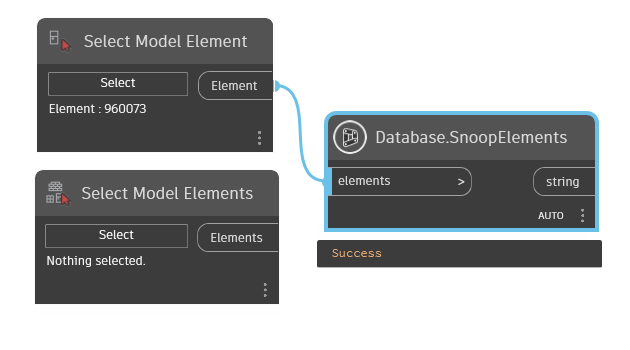 Select Model Element
Select
Element
Element : 960073
Select Model Elements
Select
Elements
Nothing selected.
Database.SnoopElements
elements
>
string
AUTO
Success